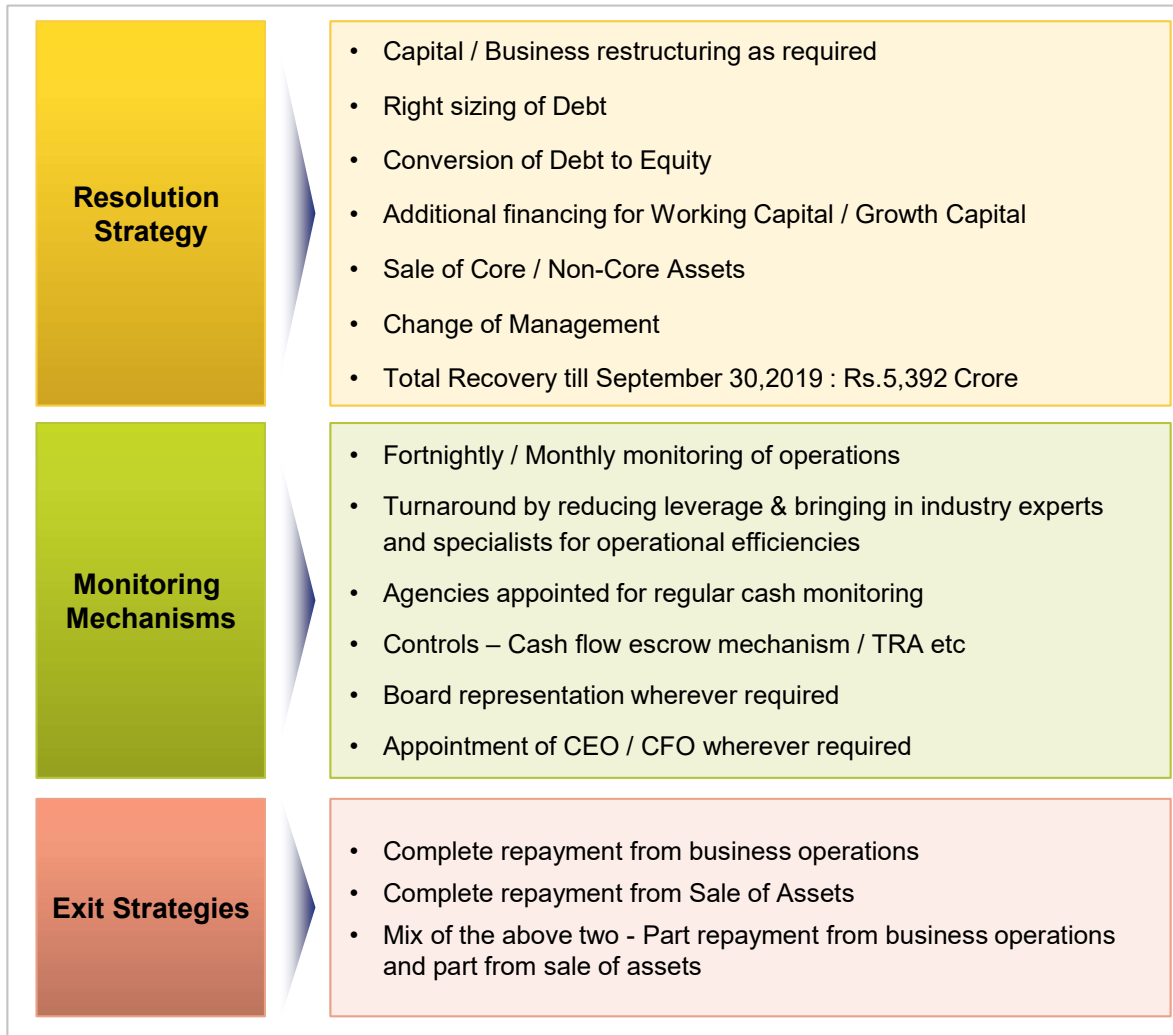 Resolution
Strategy
• Capital / Business restructuring as required
• Right sizing of Debt
• Conversion of Debt to Equity
• Additional financing for Working Capital / Growth Capital
• Sale of Core / Non-Core Assets
• Change of Management
• Total Recovery till September 30,2019 : Rs.5,392 Crore
Monitoring
Mechanisms
• Fortnightly / Monthly monitoring of operations
• Turnaround by reducing leverage & bringing in industry experts
and specialists for operational efficiencies
• Agencies appointed for regular cash monitoring
• Controls – Cash flow escrow mechanism / TRA etc
• Board representation wherever required
• Appointment of CEO / CFO wherever required
Exit Strategies
• Complete repayment from business operations
• Complete repayment from Sale of Assets
• Mix of the above two - Part repayment from business operations
and part from sale of assets